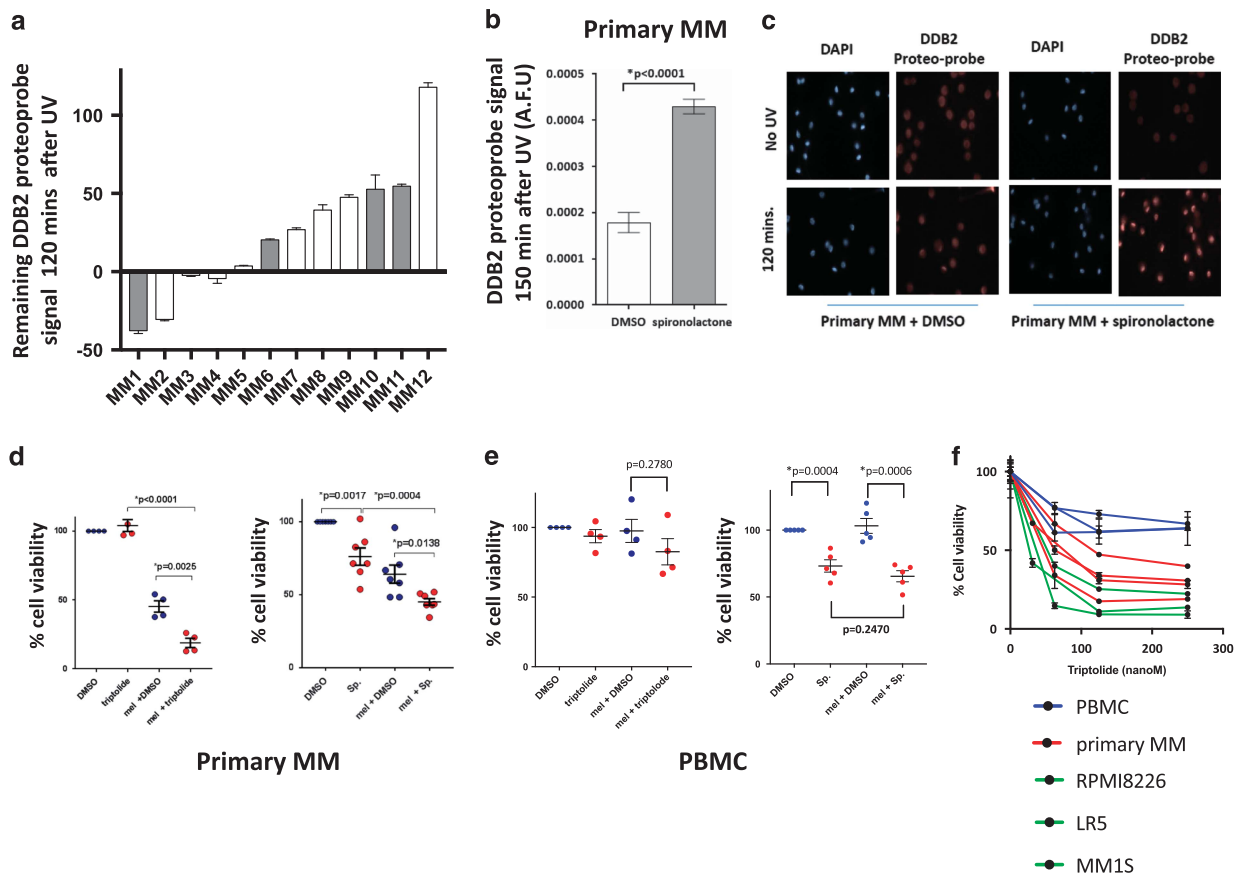 a
Remaining DDB2 proteoprobe
signal 120 mins after UV
100
50
0
-50
MM1
MM2
MM3
MM4
MM5
MM6
MM7
MM8
MM9
MM10
MM11
MM12
b
Primary MM
DDB2 proteoprobe signal
150 min after UV (A.F.U)
0.0005
0.0004
0.0003
0.0002
0.0001
0.0000
*p<0.0001
DMSO
spironolactone
c
DAPI
DDB2
Proteo-probe
DAPI
DDB2
Proteo-probe
No UV
120 mins.
Primary MM + DMSO
Primary MM + spironolactone
d
% cell viability
100
50
0
*p<0.0001
*p=0.0025
DMSO
triptolide
mel +DMSO
mel + triptolide
% cell viability
100
50
0
*p=0.0017
*p=0.0004
*p=0.0138
DMSO
Sp.
mel + DMSO
mel + Sp.
Primary MM
e
% cell viability
100
50
0
p=0.2780
DMSO
triptolide
mel + DMSO
mel + triptolode
% cell viability
100
50
0
*p=0.0004
*p=0.0006
p=0.2470
DMSO
Sp.
mel + DMSO
mel + Sp.
PBMC
f
% Cell viability
100
50
0
0
100
200
300
Triptolide (nanoM)
PBMC
primary MM
RPMI8226
LR5
MM1S